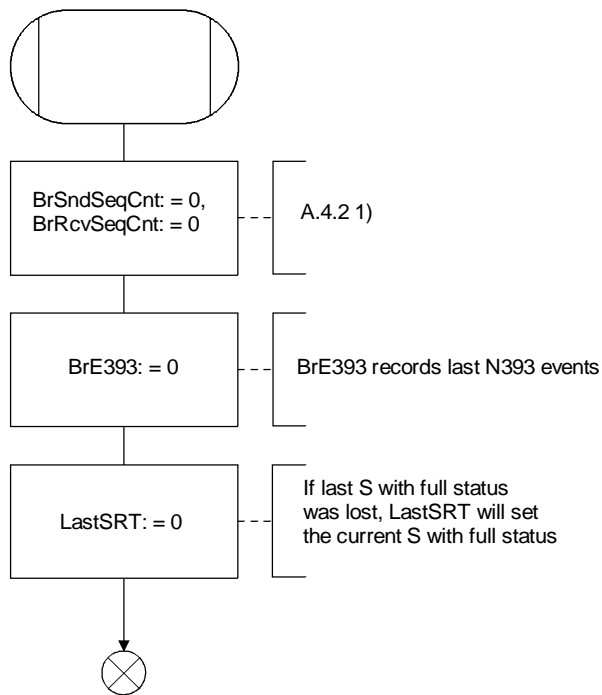 BrSndSeqCnt: = 0,
BrRcvSeqCnt: = 0
A.4.2 1)
BrE393: = 0
BrE393 records last N393 events
LastSRT: = 0
If last S with full status
was lost, LastSRT will set
the current S with full status